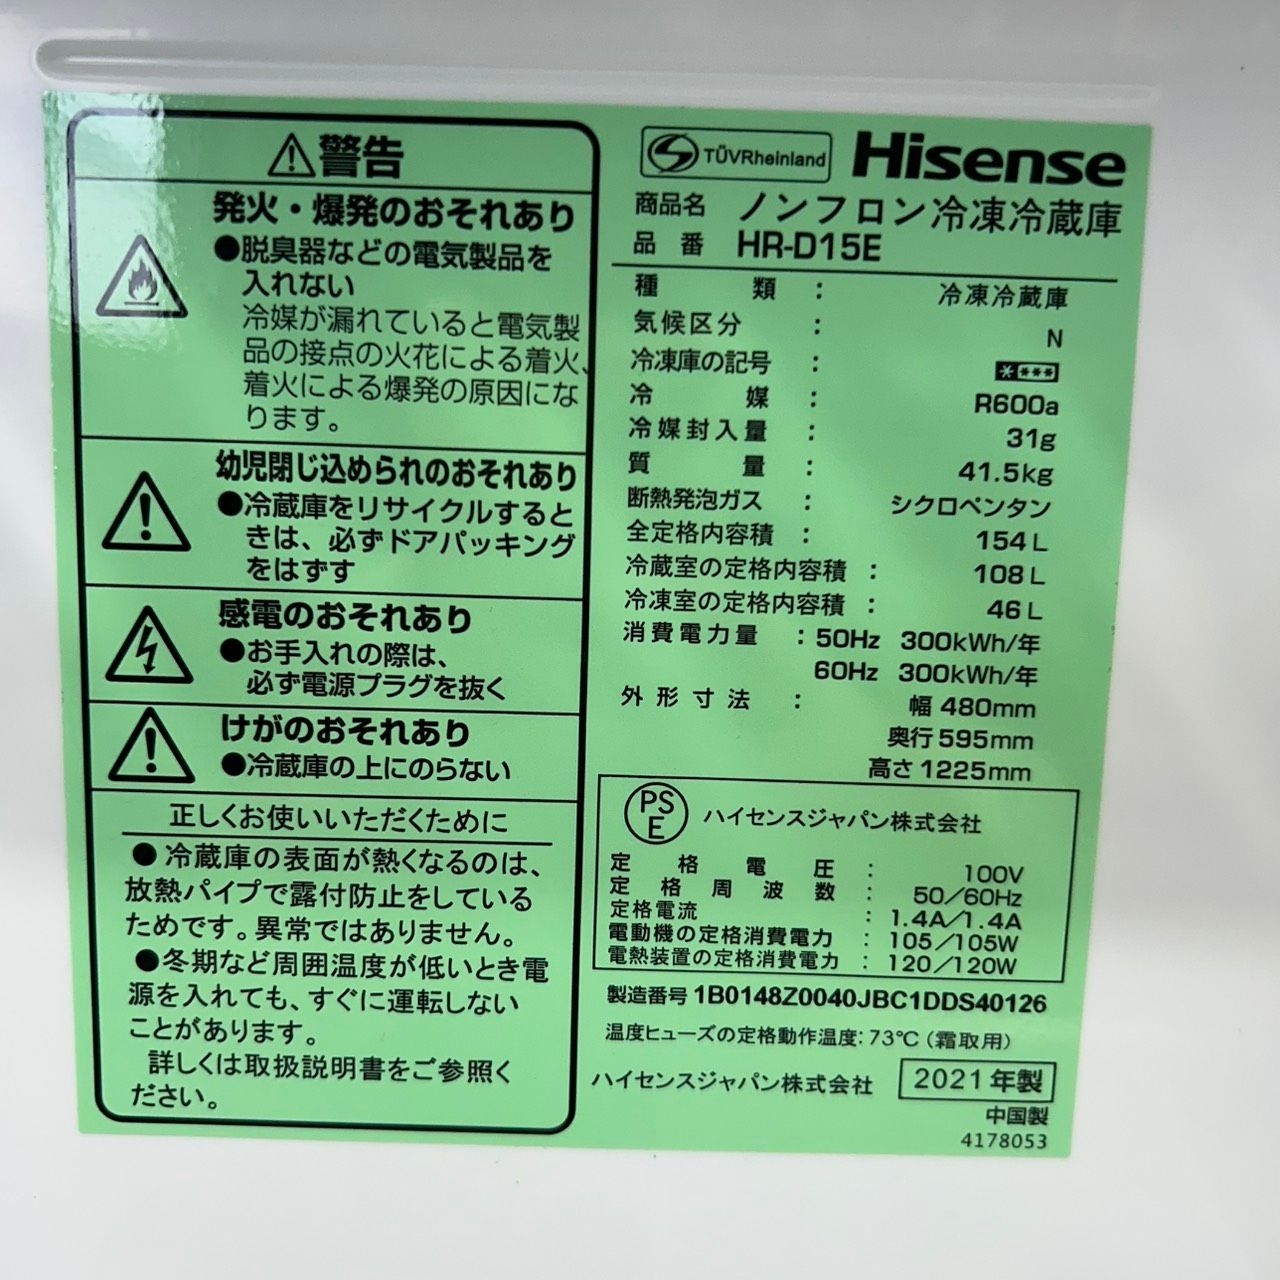 ⚠警告
発火・爆発のおそれあり
●脱臭器などの電気製品を
入れない
冷媒が漏れていると電気製
品の接点の火花による着火、
着火による爆発の原因にな
ります。
幼児閉じ込められのおそれあり
●冷蔵庫をリサイクルすると
きは、必ずドアパッキング
をはずす
感電のおそれあり
●お手入れの際は、
必ず電源プラグを抜く
けがのおそれあり
●冷蔵庫の上にのらない
正しくお使いいただくために
●冷蔵庫の表面が熱くなるのは、
放熱パイプで露付防止をしている
ためです。異常ではありません。
●冬期など周囲温度が低いとき電
源を入れても、すぐに運転しない
ことがあります。
詳しくは取扱説明書をご参照く
ださい。
TÜVRheinland Hisense
商品名 ノンフロン冷凍冷蔵庫
品番 HR-D15E
種類 : 冷凍冷蔵庫
気候区分 : N
冷凍庫の記号 : * ***
冷媒 : R600a
冷媒封入量 : 31g
質量 : 41.5kg
断熱発泡ガス : シクロペンタン
全定格内容積 : 154L
冷蔵室の定格内容積 : 108L
冷凍室の定格内容積 : 46L
消費電力量 : 50Hz 300kWh/年
60Hz 300kWh/年
外形寸法 : 幅 480mm
奥行 595mm
高さ 1225mm
PSE ハイセンスジャパン株式会社
定格電圧 : 100V
定格周波数 : 50/60Hz
定格電流 : 1.4A/1.4A
電動機の定格消費電力 : 105/105W
電熱装置の定格消費電力 : 120/120W
製造番号 1B0148Z0040JBC1DDS40126
温度ヒューズの定格動作温度:73℃(霜取用)
ハイセンスジャパン株式会社 2021年製
中国製
4178053